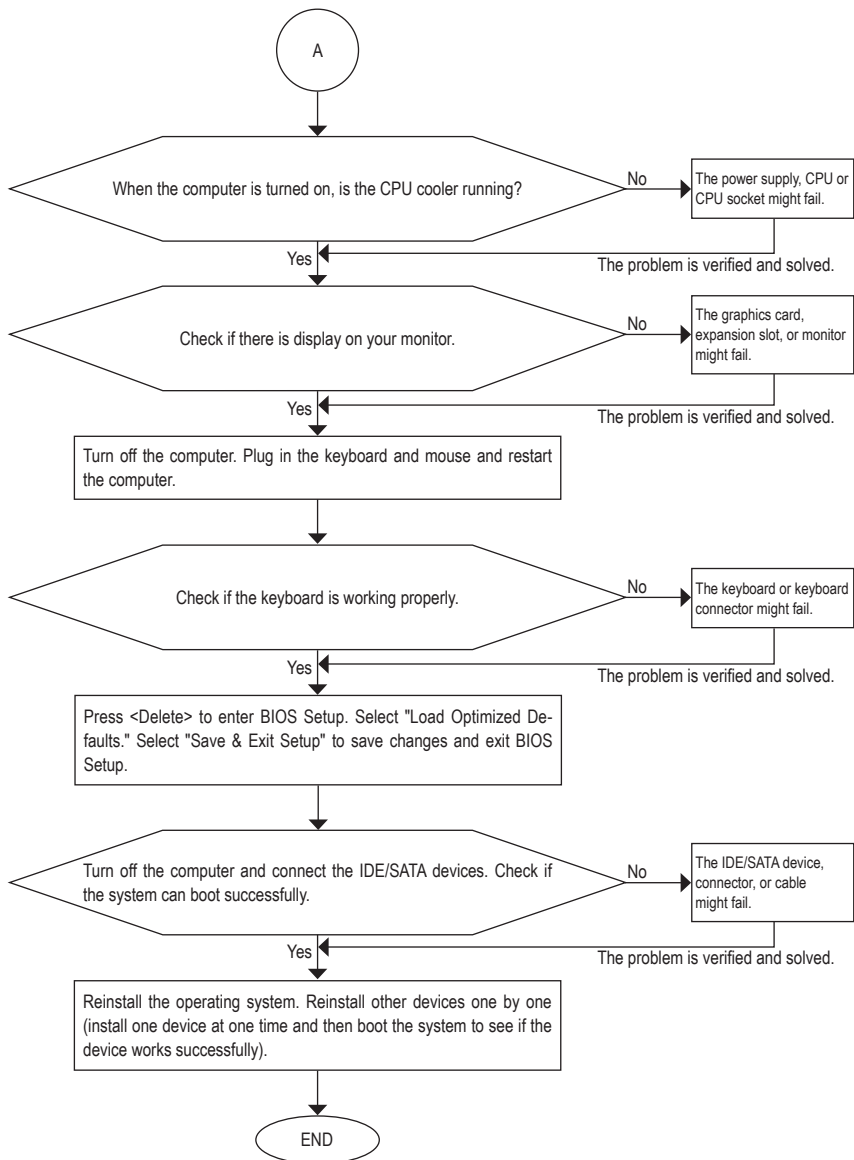 A
When the computer is turned on, is the CPU cooler running?
No
The power supply, CPU or
CPU socket might fail.
Yes
The problem is verified and solved.
Check if there is display on your monitor.
No
The graphics card,
expansion slot, or monitor
might fail.
Yes
The problem is verified and solved.
Turn off the computer. Plug in the keyboard and mouse and restart
the computer.
Check if the keyboard is working properly.
No
The keyboard or keyboard
connector might fail.
Yes
The problem is verified and solved.
Press <Delete> to enter BIOS Setup. Select "Load Optimized De-
faults." Select "Save & Exit Setup" to save changes and exit BIOS
Setup.
Turn off the computer and connect the IDE/SATA devices. Check if
the system can boot successfully.
No
The IDE/SATA device,
connector, or cable
might fail.
Yes
The problem is verified and solved.
Reinstall the operating system. Reinstall other devices one by one
(install one device at one time and then boot the system to see if the
device works successfully).
END